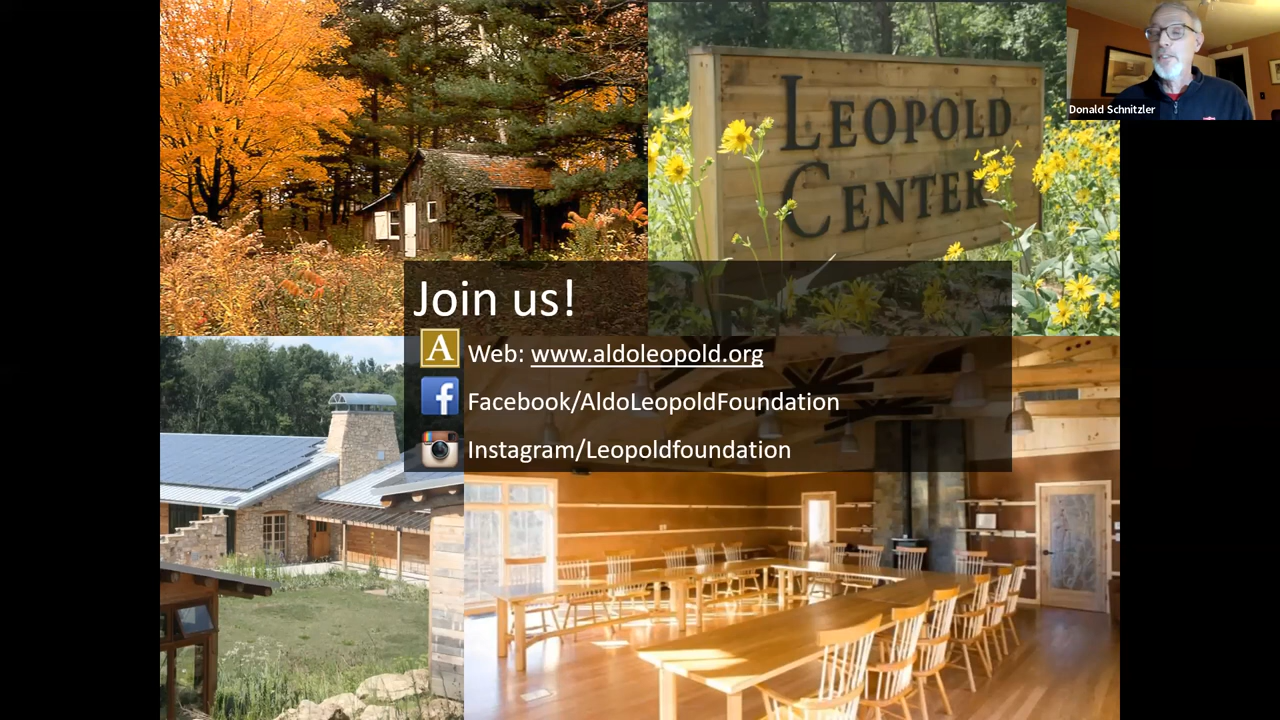 LEOPOLD
CENTER
Donald Schnitzler
Join us!
A Web: www.aldoleopold.org
f Facebook/AldoLeopoldFoundation
Instagram/Leopoldfoundation